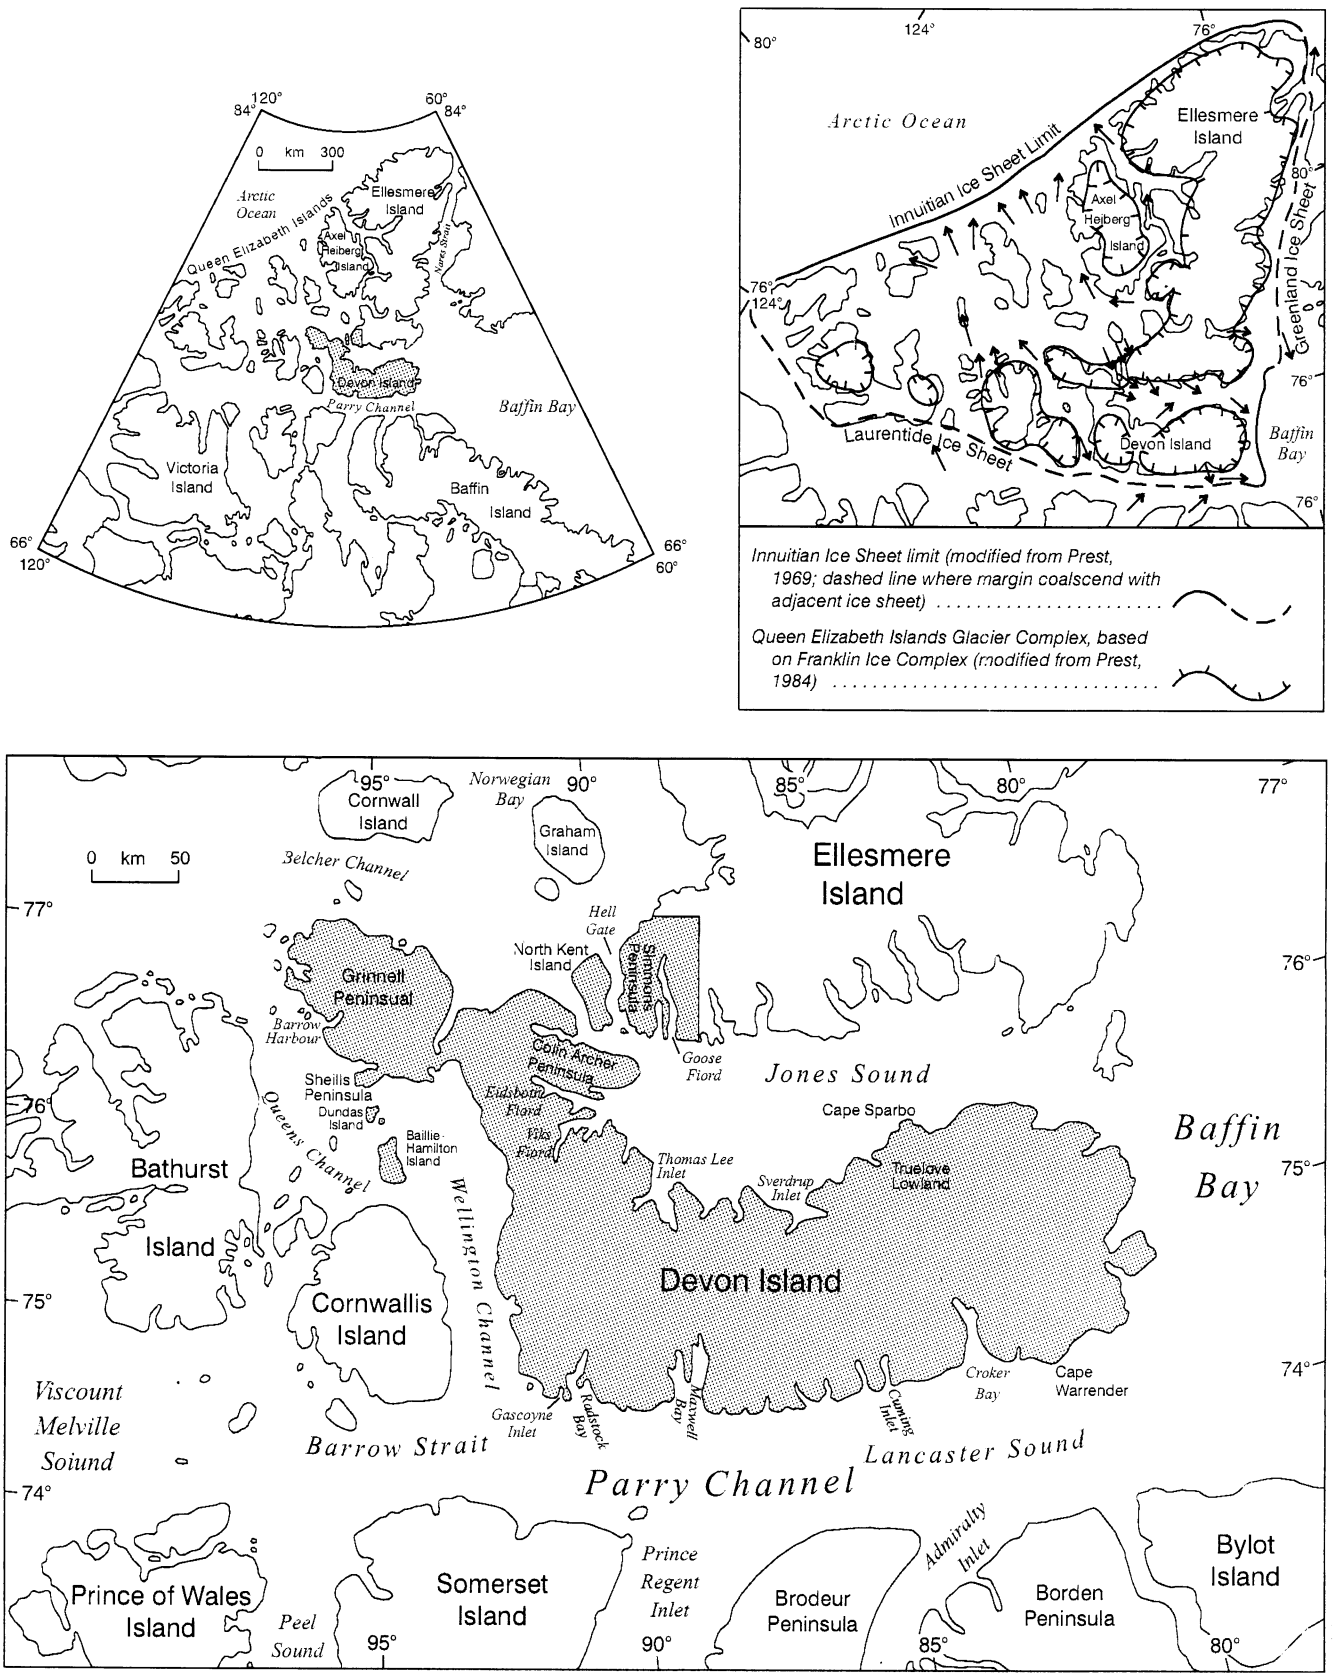 120°
84°
60°
84°
0 km 300
Arctic
Ocean
Queen Elizabeth Islands
Ellesmere
Island
Axel
Heiberg
Island
Nares Strait
Devon Island
Parry Channel
Baffin Bay
Victoria
Island
Baffin
Island
66°
120°
66°
60°
80°
124°
76°
Arctic Ocean
Innuitian Ice Sheet Limit
Ellesmere
Island
80°
Axel
Heiberg
Island
Greenland Ice Sheet
76°
124°
76°
Laurentide Ice Sheet
Devon Island
Baffin
Bay
76°
Innuitian Ice Sheet limit (modified from Prest,
1969; dashed line where margin coalscend with
adjacent ice sheet) . . . . . . . . . . . . . . . . . . . . . . .
Queen Elizabeth Islands Glacier Complex, based
on Franklin Ice Complex (modified from Prest,
1984) . . . . . . . . . . . . . . . . . . . . . . . . . . . . . . . . .
95°
Norwegian
Bay
90°
85°
80°
77°
Cornwall
Island
Graham
Island
0 km 50
Belcher Channel
Ellesmere
Island
77°
Hell
Gate
North Kent
Island
Simmons
Peninsula
76°
Grinnell
Peninsual
Barrow
Harbour
Colin Archer
Peninsula
Goose
Fiord
Jones Sound
Sheills
Peninsula
Dundas
Island
Eidsbotn
Fiord
Cape Sparbo
76°
Queens Channel
Baillie-
Hamilton
Island
Viks
Fiord
Baffin
Bay
Bathurst
Island
Thomas Lee
Inlet
Sverdrup
Inlet
Truelove
Lowland
75°
Wellington Channel
Devon Island
75°
Cornwallis
Island
Viscount
Melville
Soiund
Gascoyne
Inlet
Radstock
Bay
Maxwell
Bay
Cuming
Inlet
Croker
Bay
Cape
Warrender
74°
Barrow Strait
Lancaster Sound
Parry Channel
74°
Prince of Wales
Island
Peel
Sound
Somerset
Island
Prince
Regent
Inlet
Admiralty
Inlet
Brodeur
Peninsula
Borden
Peninsula
Bylot
Island
95°
90°
85°
80°